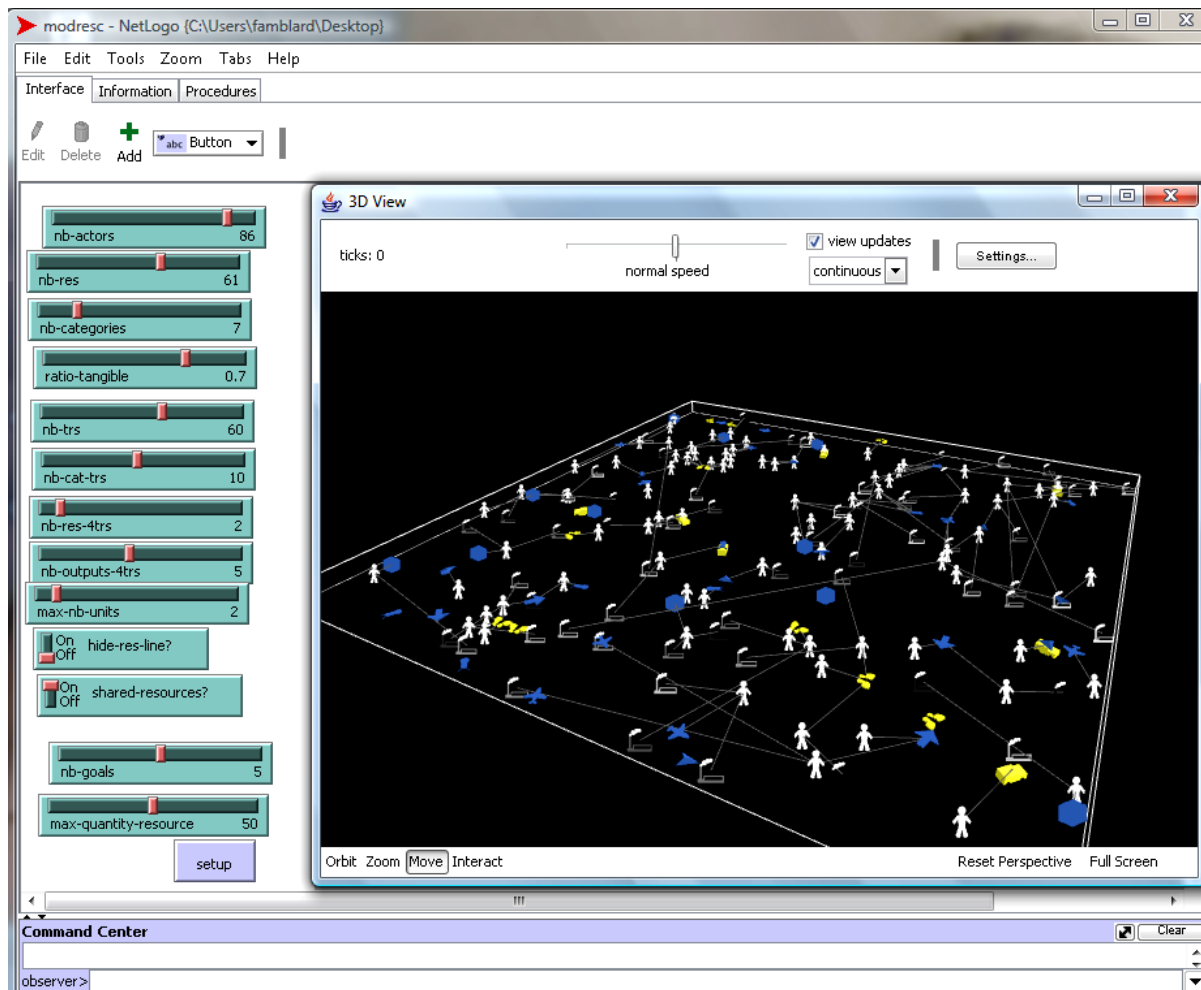 modresc - NetLogo {C:\Users\famblard\Desktop}
File Edit Tools Zoom Tabs Help
Interface Information Procedures
Edit Delete Add abc Button
nb-actors 86
nb-res 61
nb-categories 7
ratio-tangible 0.7
nb-trs 60
nb-cat-trs 10
nb-res-4trs 2
nb-outputs-4trs 5
max-nb-units 2
On
Off
hide-res-line?
On
Off
shared-resources?
nb-goals 5
max-quantity-resource 50
setup
3D View
ticks: 0
normal speed
view updates
continuous
Settings...
Orbit Zoom Move Interact Reset Perspective Full Screen
Command Center Clear
observer>